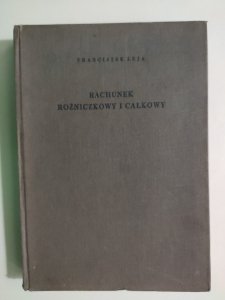 FRANCISZEK LEJA
RACHUNEK
RÓŻNICZKOWY I CAŁKOWY